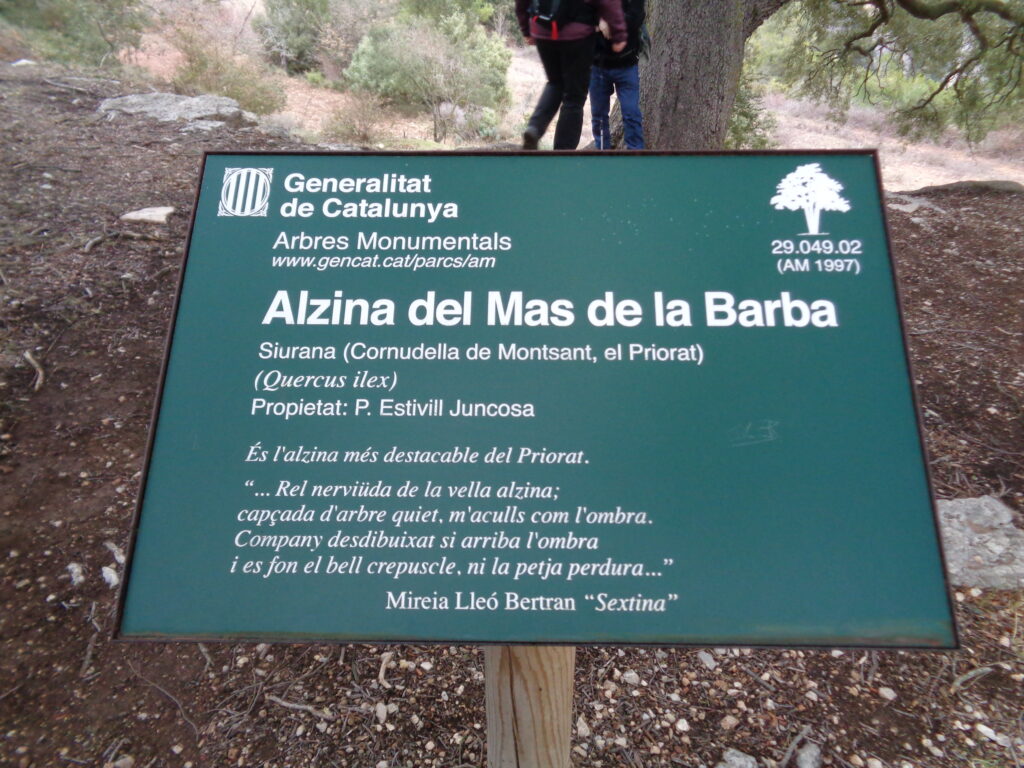 Generalitat
de Catalunya
Arbres Monumentals
www.gencat.cat/parcs/am
29.049.02
(AM 1997)
Alzina del Mas de la Barba
Siurana (Cornudella de Montsant, el Priorat)
(Quercus ilex)
Propietat: P. Estivill Juncosa
És l'alzina més destacable del Priorat.
“... Rel nerviüda de la vella alzina;
capçada d'arbre quiet, m'aculls com l'ombra.
Company desdibuixat si arriba l'ombra
i es fon el bell crepuscle, ni la petja perdura...”
Mireia Lleó Bertran “Sextina”